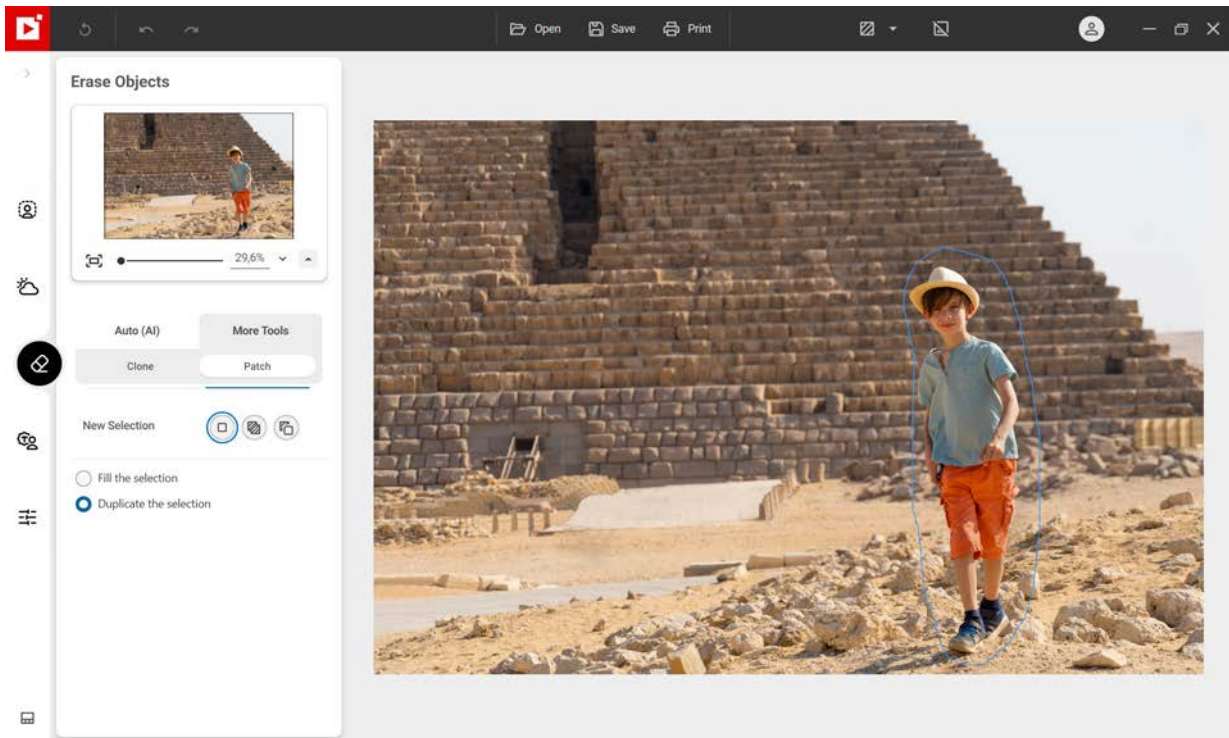 Open Save Print
Erase Objects
29,6%
Auto (AI) More Tools
Clone Patch
New Selection
Fill the selection
Duplicate the selection